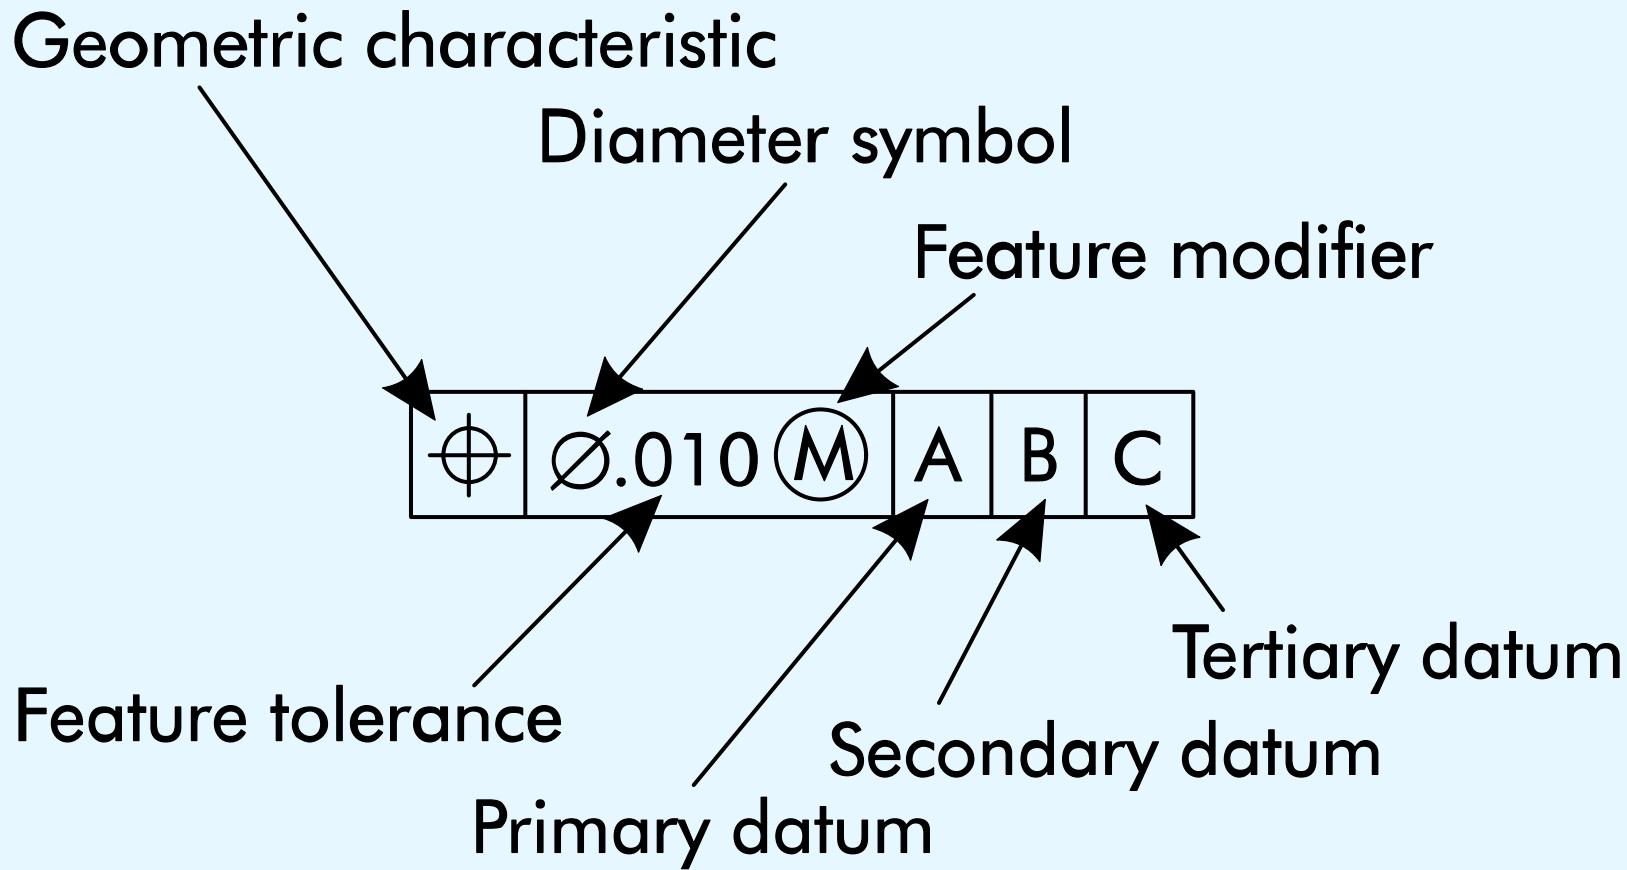 Geometric characteristic
Diameter symbol
Feature modifier
⌖ ⌀.010 Ⓜ A B C
Tertiary datum
Feature tolerance
Secondary datum
Primary datum